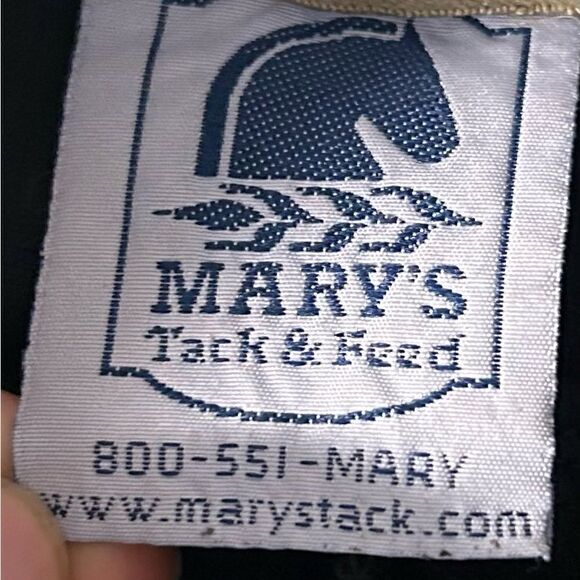 MARY'S
Tack & Feed
800-551-MARY
www.marystack.com